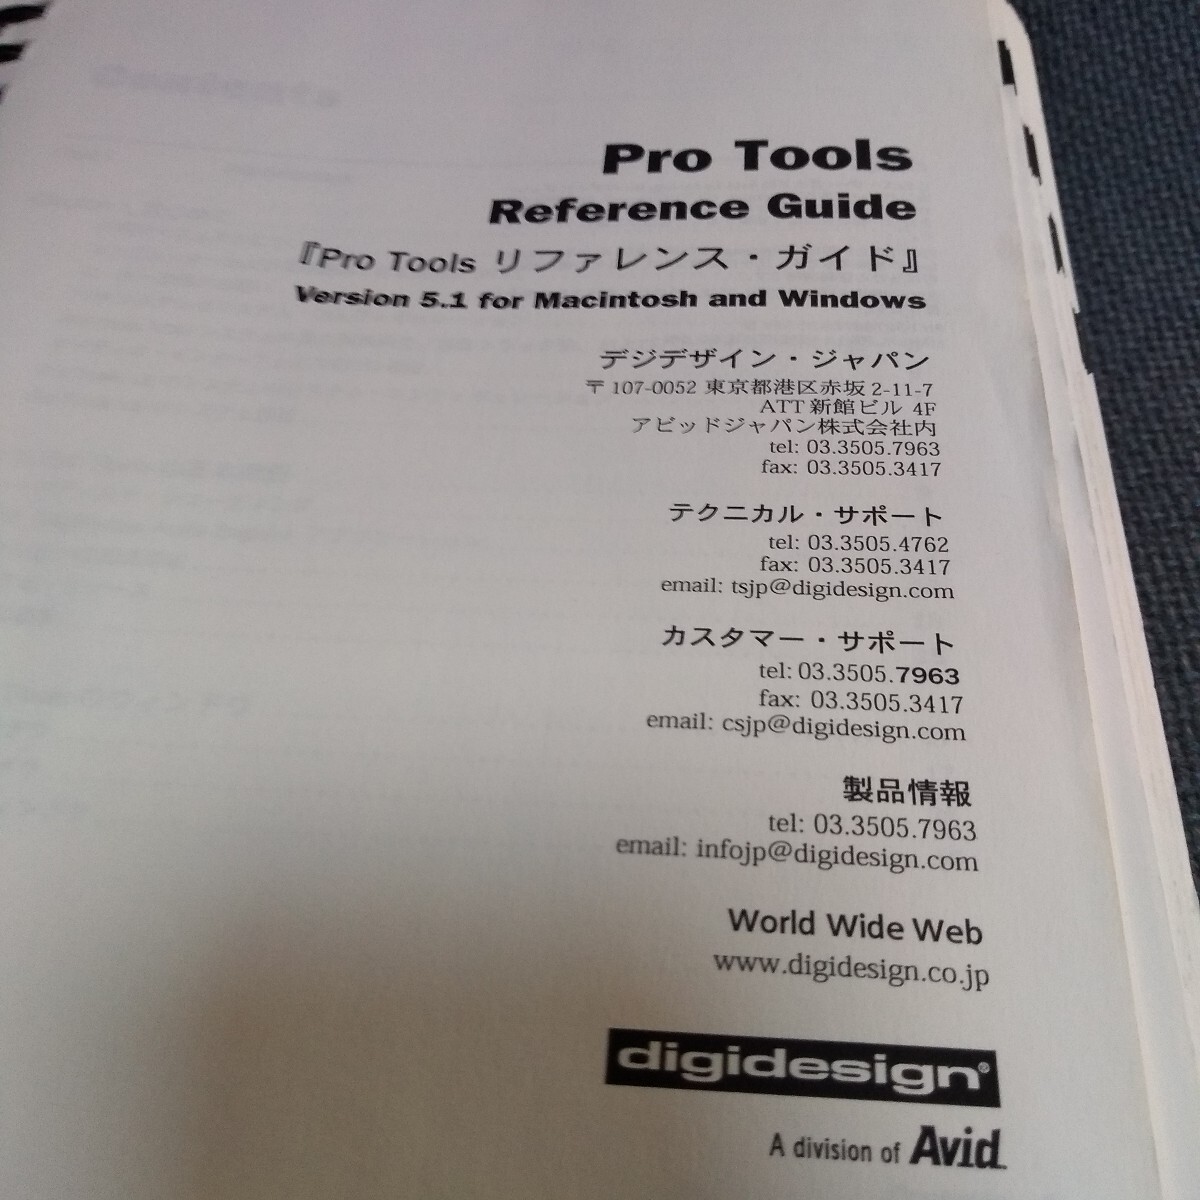 Pro Tools
Reference Guide
『Pro Tools リファレンス・ガイド』
Version 5.1 for Macintosh and Windows
デジデザイン・ジャパン
〒107-0052 東京都港区赤坂 2-11-7
ATT 新館ビル 4F
アビッドジャパン株式会社内
tel: 03.3505.7963
fax: 03.3505.3417
テクニカル・サポート
tel: 03.3505.4762
fax: 03.3505.3417
email: tsjp@digidesign.com
カスタマー・サポート
tel: 03.3505.7963
fax: 03.3505.3417
email: csjp@digidesign.com
製品情報
tel: 03.3505.7963
email: infojp@digidesign.com
World Wide Web
www.digidesign.co.jp
digidesign®
A division of Avid